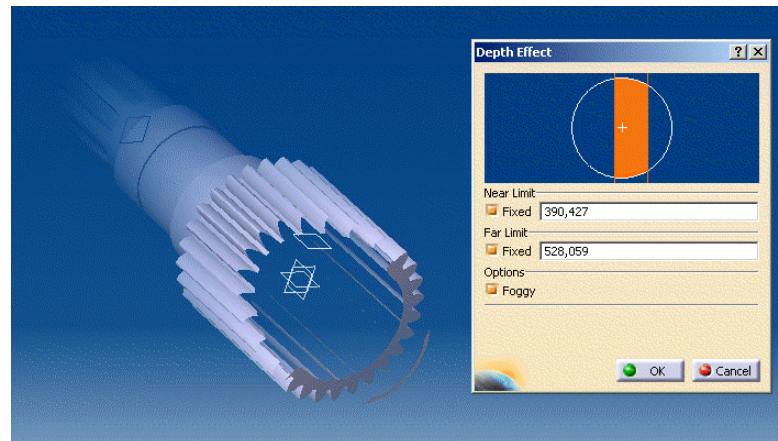 Depth Effect
Near Limit
Fixed 390,427
Far Limit
Fixed 528,059
Options
Foggy
OK Cancel